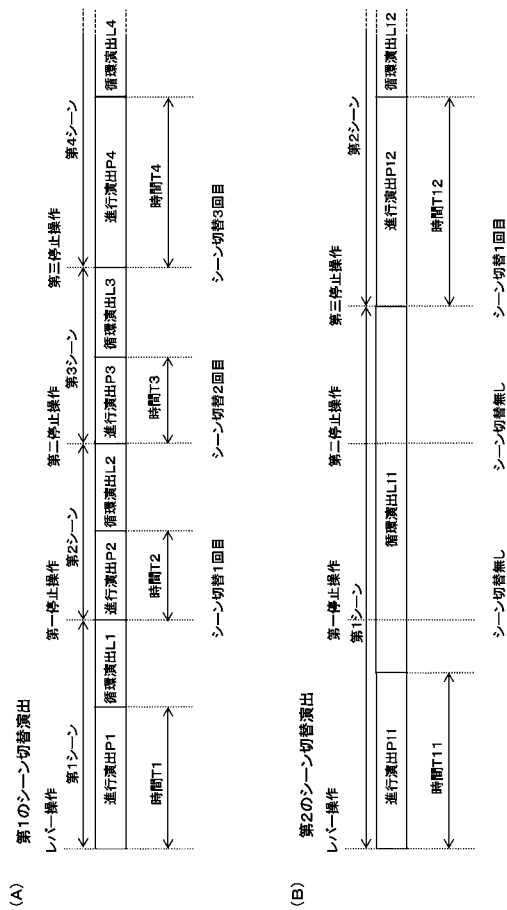 (A)
第1のシーン切替演出
レバー操作
第一停止操作
第二停止操作
第三停止操作
第1シーン
第2シーン
第3シーン
第4シーン
進行演出P1
循環演出L1
進行演出P2
循環演出L2
進行演出P3
循環演出L3
進行演出P4
循環演出L4
時間T1
時間T2
時間T3
時間T4
シーン切替1回目
シーン切替2回目
シーン切替3回目
(B)
第2のシーン切替演出
レバー操作
第一停止操作
第二停止操作
第三停止操作
第1シーン
第2シーン
進行演出P11
循環演出L11
進行演出P12
循環演出L12
時間T11
時間T12
シーン切替無し
シーン切替無し
シーン切替1回目